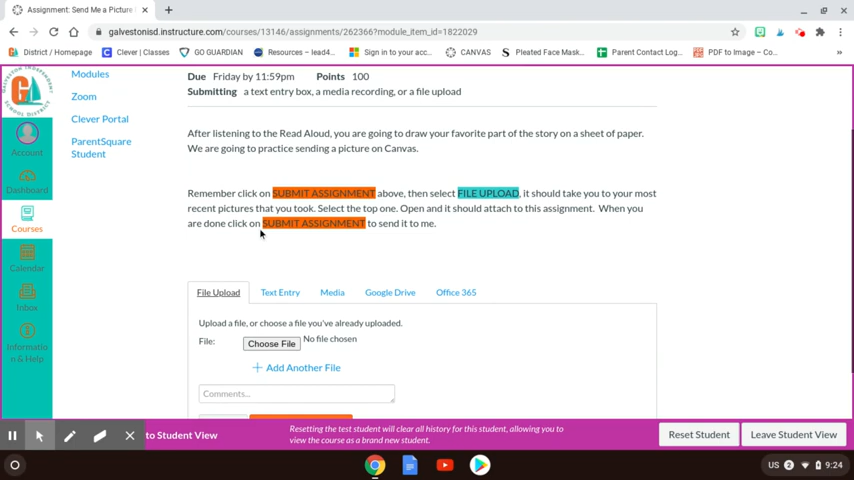 Assignment: Send Me a Picture
galvestonisd.instructure.com/courses/13146/assignments/262366?module_item_id=1822029
District / Homepage
Clever | Classes
GO GUARDIAN
Resources – lead4...
Sign in to your acc...
CANVAS
Pleated Face Mask...
Parent Contact Log...
PDF to Image – Co...
»
Account
Dashboard
Courses
Calendar
Inbox
Informatio
n & Help
Modules
Zoom
Clever Portal
ParentSquare
Student
Due Friday by 11:59pm Points 100
Submitting a text entry box, a media recording, or a file upload
After listening to the Read Aloud, you are going to draw your favorite part of the story on a sheet of paper.
We are going to practice sending a picture on Canvas.
Remember click on SUBMIT ASSIGNMENT above, then select FILE UPLOAD, it should take you to your most
recent pictures that you took. Select the top one. Open and it should attach to this assignment. When you
are done click on SUBMIT ASSIGNMENT to send it to me.
File Upload Text Entry Media Google Drive Office 365
Upload a file, or choose a file you've already uploaded.
File: Choose File No file chosen
+ Add Another File
Comments...
to Student View
Resetting the test student will clear all history for this student, allowing you to
view the course as a brand new student.
Reset Student
Leave Student View
US 2 9:24